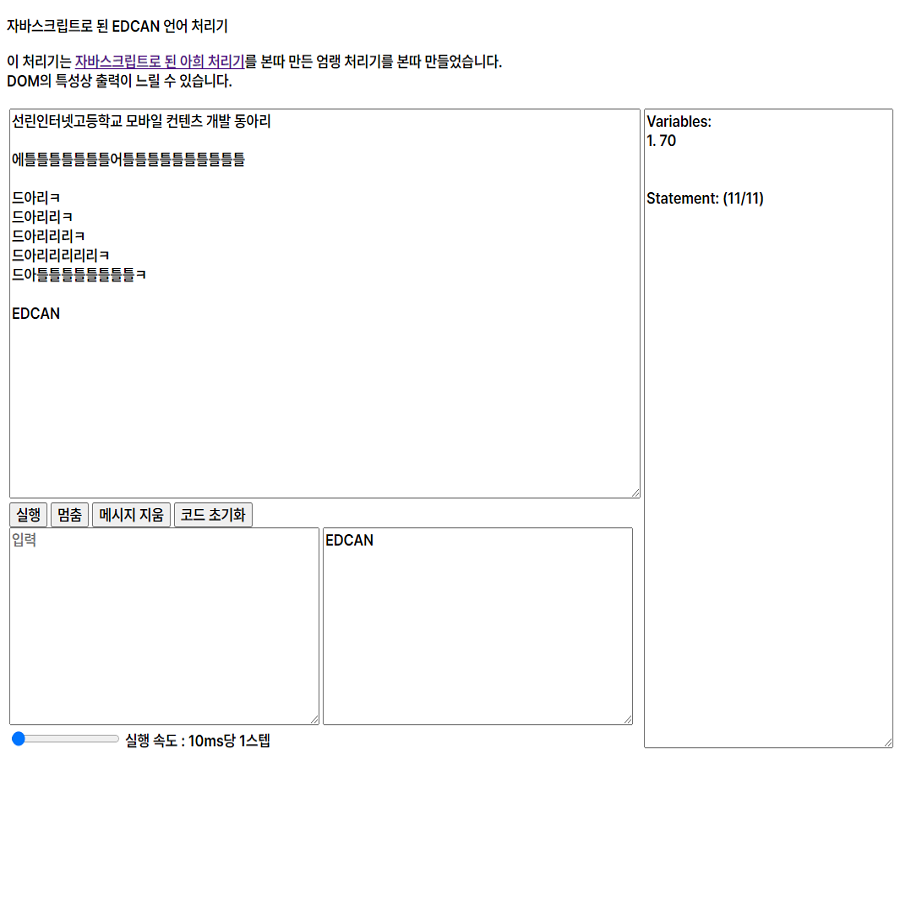 자바스크립트로 된 EDCAN 언어 처리기
이 처리기는 자바스크립트로 된 아희 처리기를 본따 만든 엄랭 처리기를 본따 만들었습니다.
DOM의 특성상 출력이 느릴 수 있습니다.
선린인터넷고등학교 모바일 컨텐츠 개발 동아리
에틀틀틀틀틀틀틀어틀틀틀틀틀틀틀틀틀틀
드아리ㅋ
드아리리ㅋ
드아리리리ㅋ
드아리리리리리ㅋ
드아틀틀틀틀틀틀틀틀ㅋ
EDCAN
실행 멈춤 메시지 지움 코드 초기화
입력
EDCAN
실행 속도 : 10ms당 1스텝
Variables:
1. 70
Statement: (11/11)